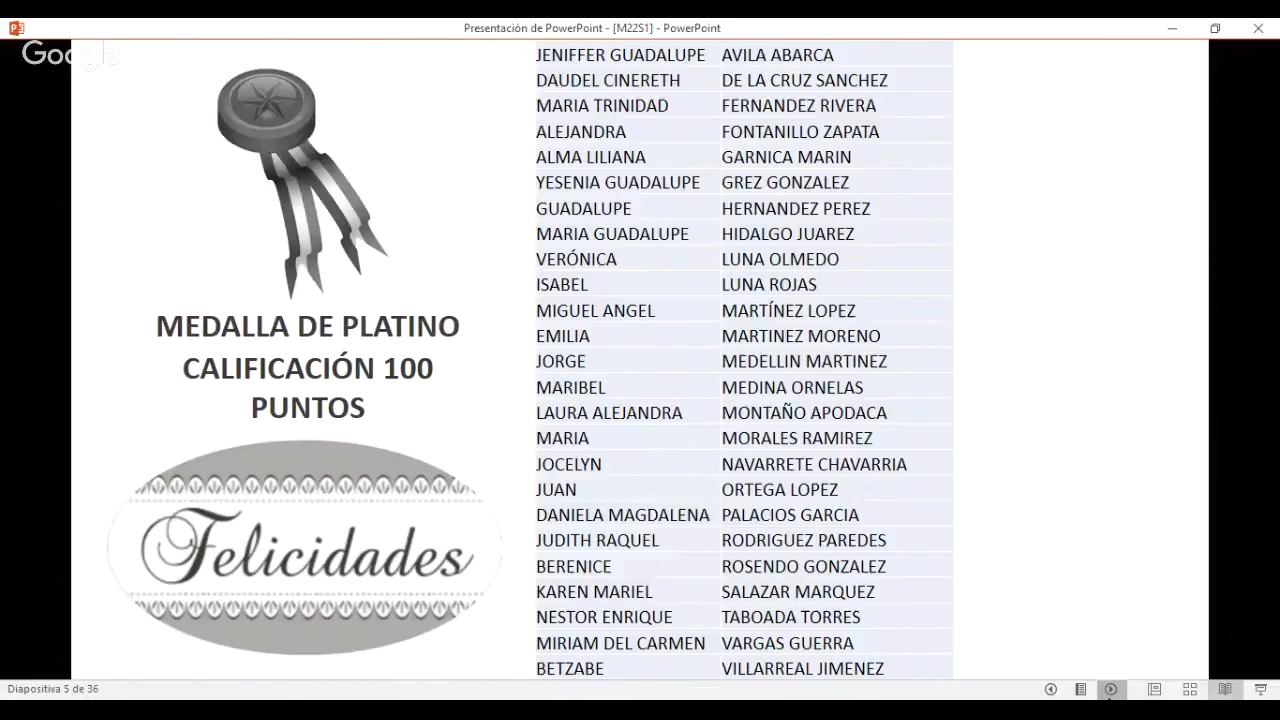 Presentación de PowerPoint - [M22S1] - PowerPoint
Google
JENIFFER GUADALUPE AVILA ABARCA
DAUDEL CINERETH DE LA CRUZ SANCHEZ
MARIA TRINIDAD FERNANDEZ RIVERA
ALEJANDRA FONTANILLO ZAPATA
ALMA LILIANA GARNICA MARIN
YESENIA GUADALUPE GREZ GONZALEZ
GUADALUPE HERNANDEZ PEREZ
MARIA GUADALUPE HIDALGO JUAREZ
VERÓNICA LUNA OLMEDO
ISABEL LUNA ROJAS
MIGUEL ANGEL MARTÍNEZ LOPEZ
EMILIA MARTINEZ MORENO
JORGE MEDELLIN MARTINEZ
MARIBEL MEDINA ORNELAS
LAURA ALEJANDRA MONTAÑO APODACA
MARIA MORALES RAMIREZ
JOCELYN NAVARRETE CHAVARRIA
JUAN ORTEGA LOPEZ
DANIELA MAGDALENA PALACIOS GARCIA
JUDITH RAQUEL RODRIGUEZ PAREDES
BERENICE ROSENDO GONZALEZ
KAREN MARIEL SALAZAR MARQUEZ
NESTOR ENRIQUE TABOADA TORRES
MIRIAM DEL CARMEN VARGAS GUERRA
BETZABE VILLARREAL JIMENEZ
MEDALLA DE PLATINO
CALIFICACIÓN 100
PUNTOS
Felicidades
Diapositiva 5 de 36